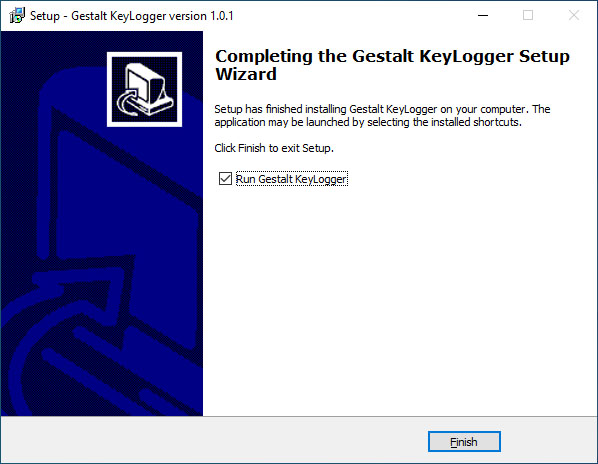 Setup - Gestalt KeyLogger version 1.0.1
Completing the Gestalt KeyLogger Setup
Wizard
Setup has finished installing Gestalt KeyLogger on your computer. The
application may be launched by selecting the installed shortcuts.
Click Finish to exit Setup.
Run Gestalt KeyLogger
Finish